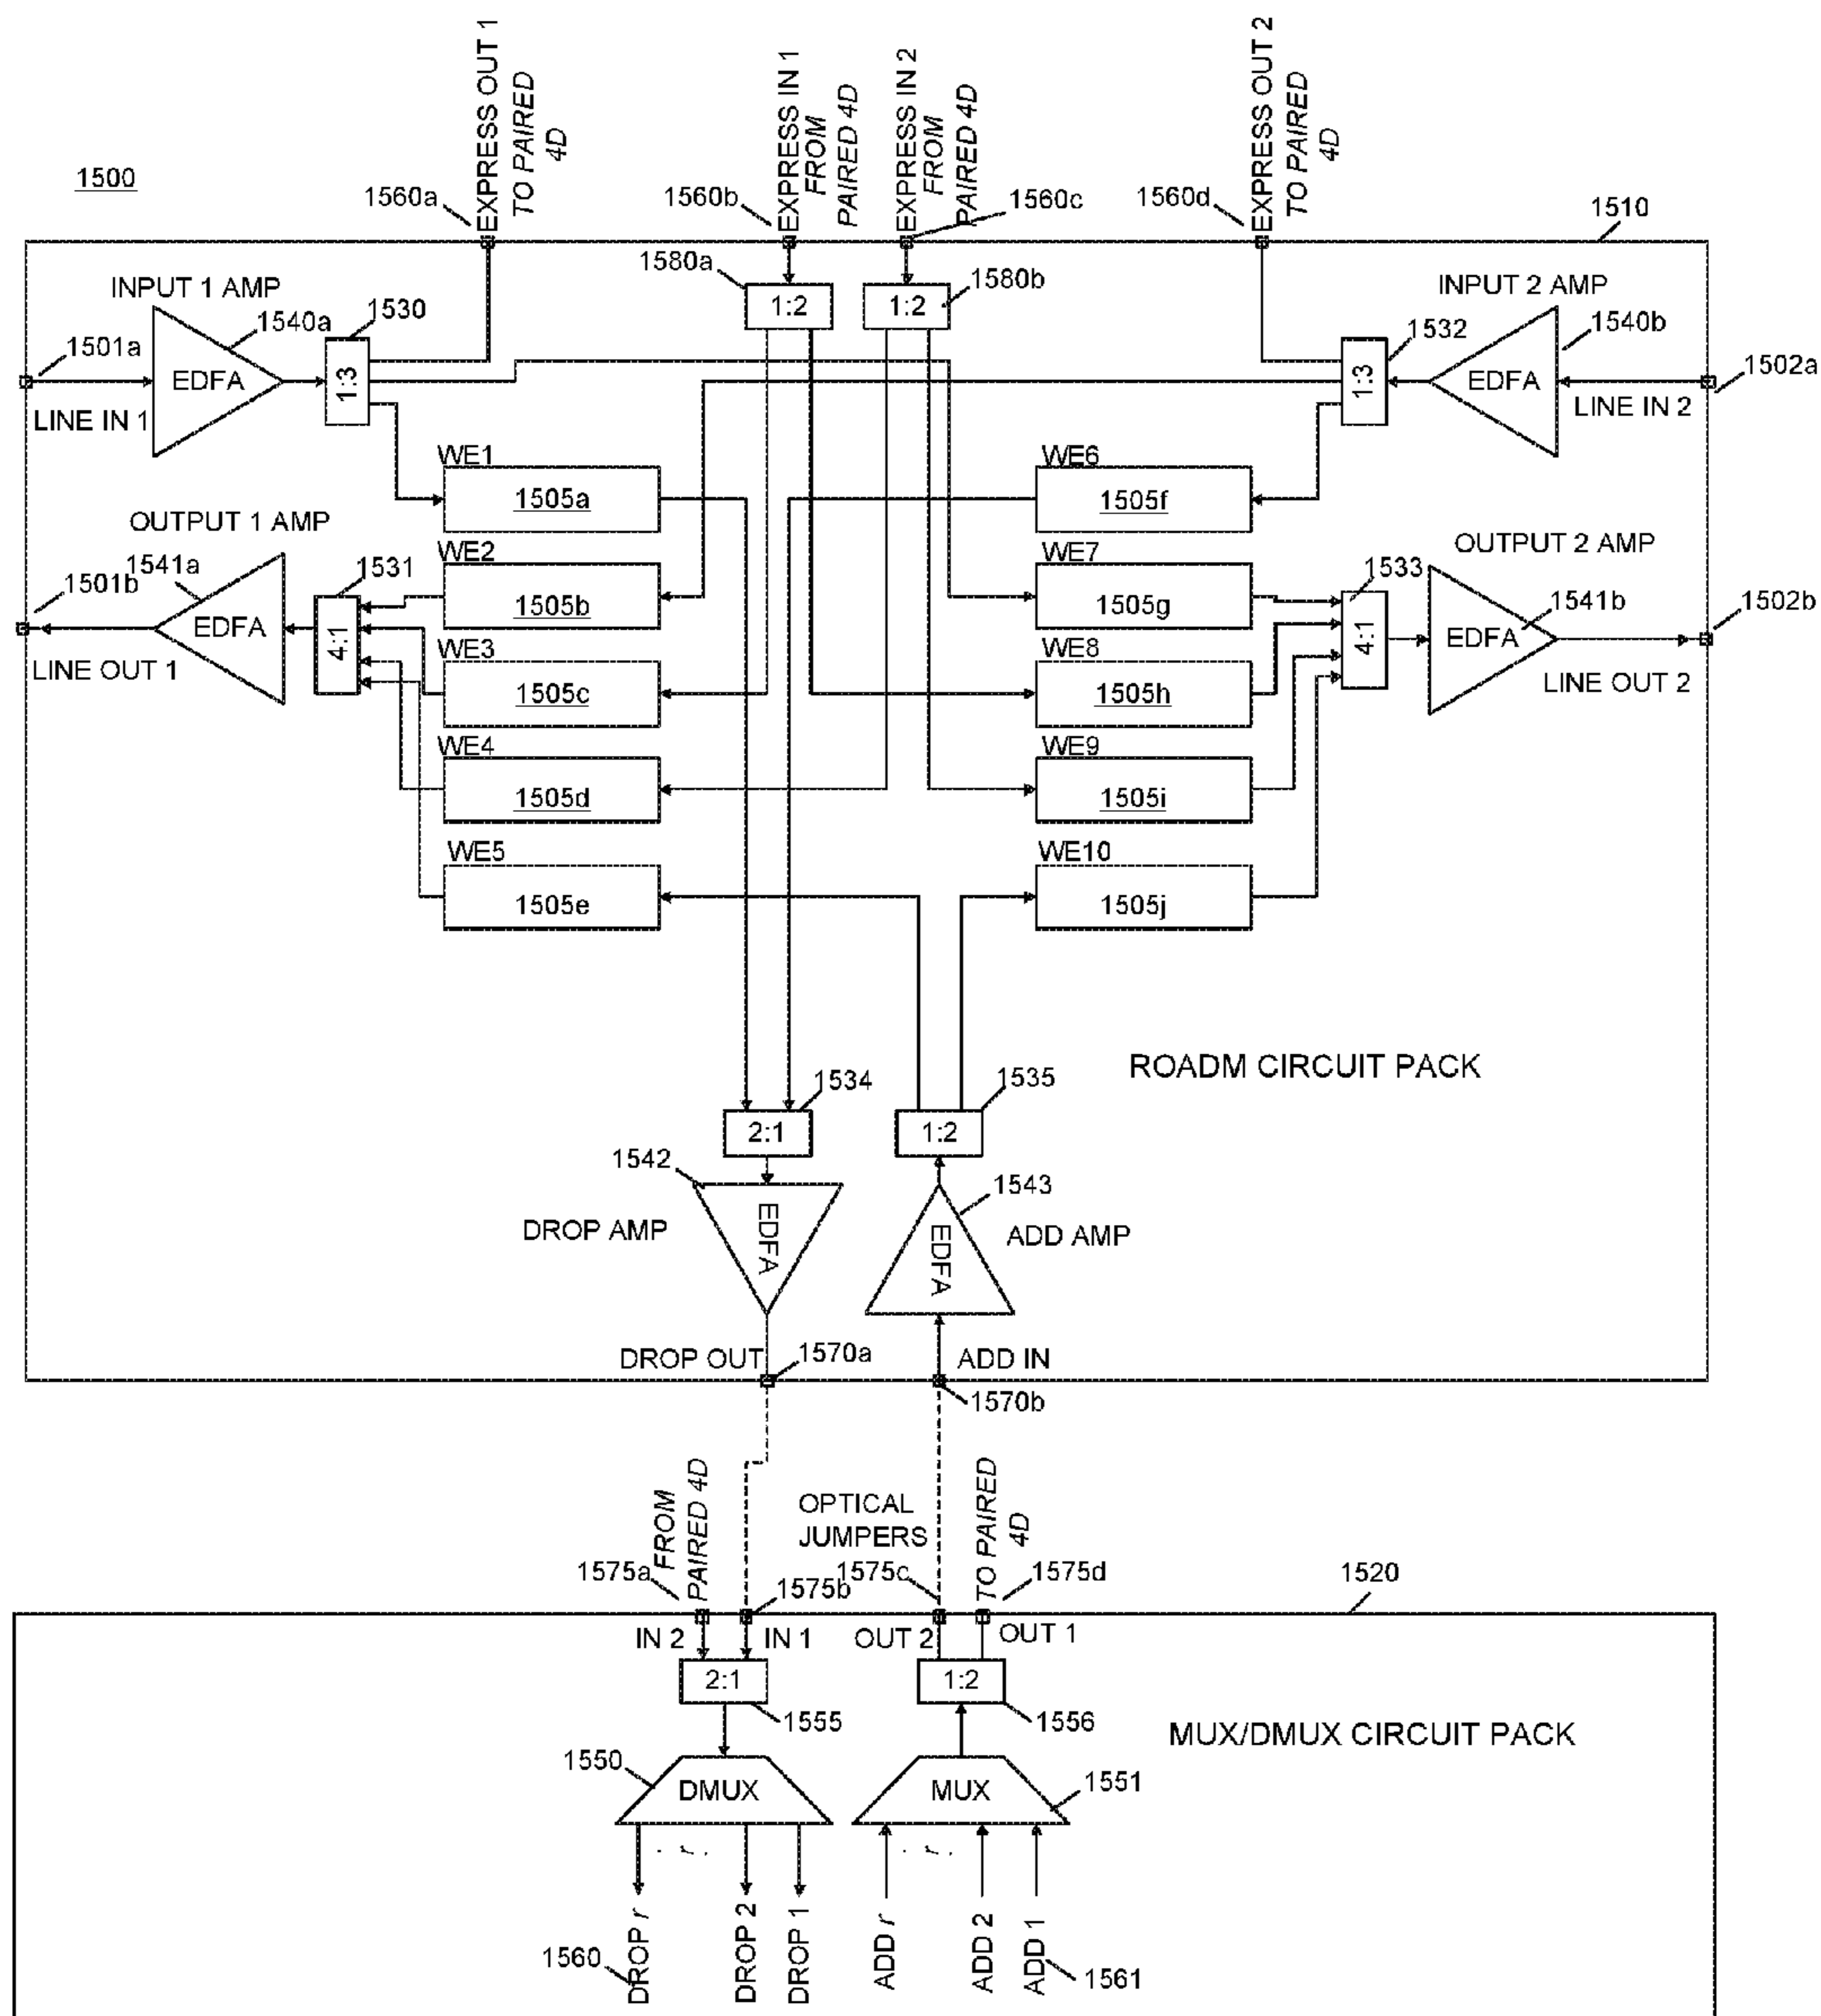 EXPRESS OUT 1
TO PAIRED
4D
EXPRESS IN 1
FROM
PAIRED 4D
EXPRESS IN 2
FROM
PAIRED 4D
EXPRESS OUT 2
TO PAIRED
4D
1500
1560a
1560b
1560c
1560d
1510
INPUT 1 AMP
1580a
1580b
INPUT 2 AMP
1540a
1530
1:2
1:2
1532
1540b
1501a
EDFA
1:3
1:3
EDFA
1502a
LINE IN 1
LINE IN 2
WE1
1505a
WE6
1505f
OUTPUT 1 AMP
OUTPUT 2 AMP
1541a
1501b
1531
WE2
1505b
WE7
1505g
1533
EDFA
4:1
4:1
EDFA
1541b
1502b
LINE OUT 1
LINE OUT 2
WE3
1505c
WE8
1505h
WE4
1505d
WE9
1505i
WE5
1505e
WE10
1505j
ROADM CIRCUIT PACK
1534
1535
2:1
1:2
1542
1543
DROP AMP
EDFA
EDFA
ADD AMP
DROP OUT
1570a
ADD IN
1570b
FROM
PAIRED 4D
OPTICAL
JUMPERS
TO PAIRED
4D
1575a
1575b
1575c
1575d
1520
IN 2
IN 1
OUT 2
OUT 1
2:1
1:2
1555
1556
MUX/DMUX CIRCUIT PACK
1550
DMUX
MUX
1551
. r .
. r .
DROP r
DROP 2
DROP 1
ADD r
ADD 2
ADD 1
1560
1561